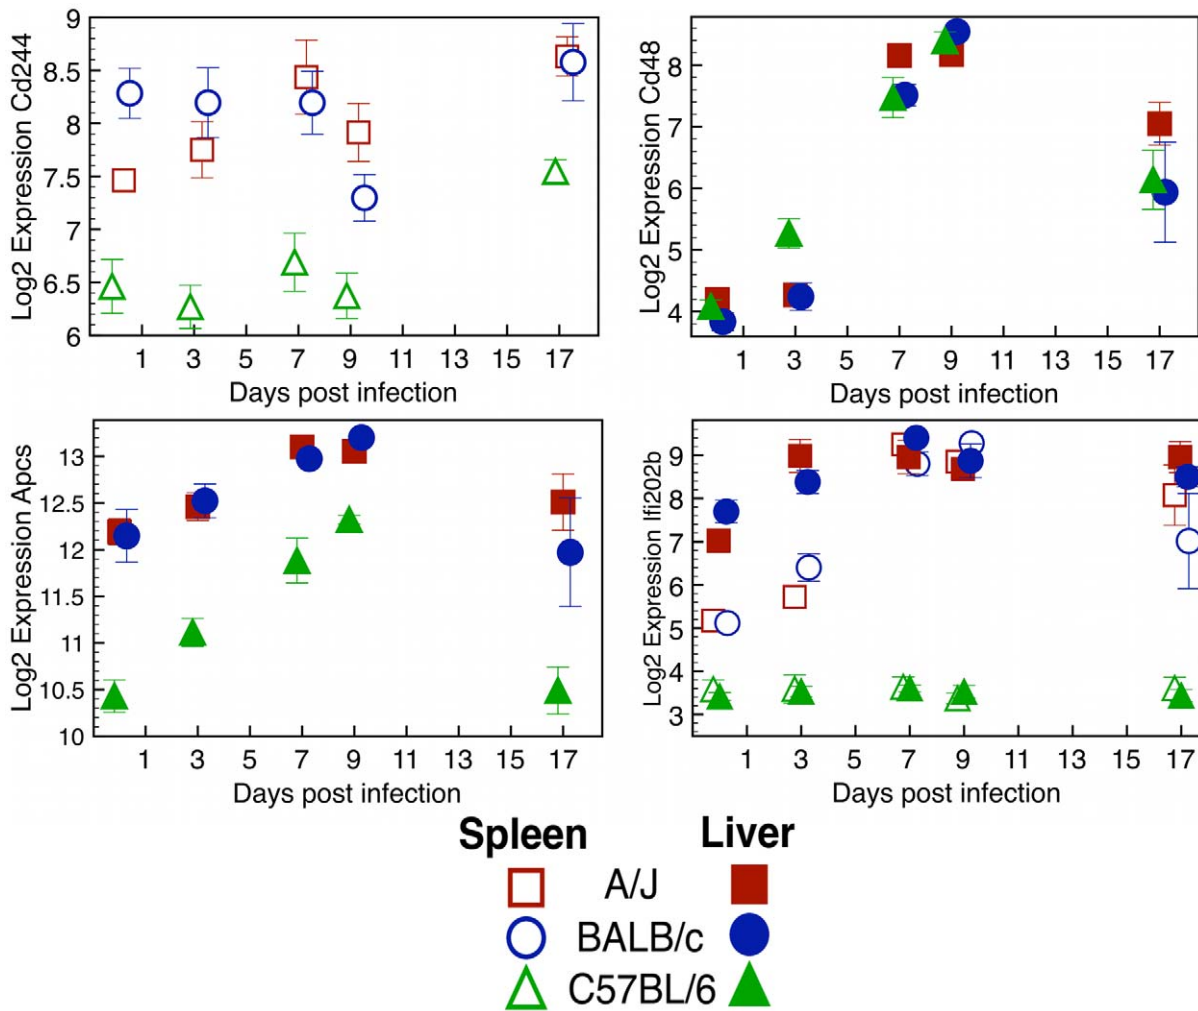 Log2 Expression Cd244
9
8.5
8
7.5
7
6.5
6
1 3 5 7 9 11 13 15 17
Days post infection
Log2 Expression Cd48
8
7
6
5
4
1 3 5 7 9 11 13 15 17
Days post infection
Log2 Expression Apcs
13
12.5
12
11.5
11
10.5
10
1 3 5 7 9 11 13 15 17
Days post infection
Log2 Expression Ifi202b
9
8
7
6
5
4
3
1 3 5 7 9 11 13 15 17
Days post infection
Spleen Liver
A/J
BALB/c
C57BL/6